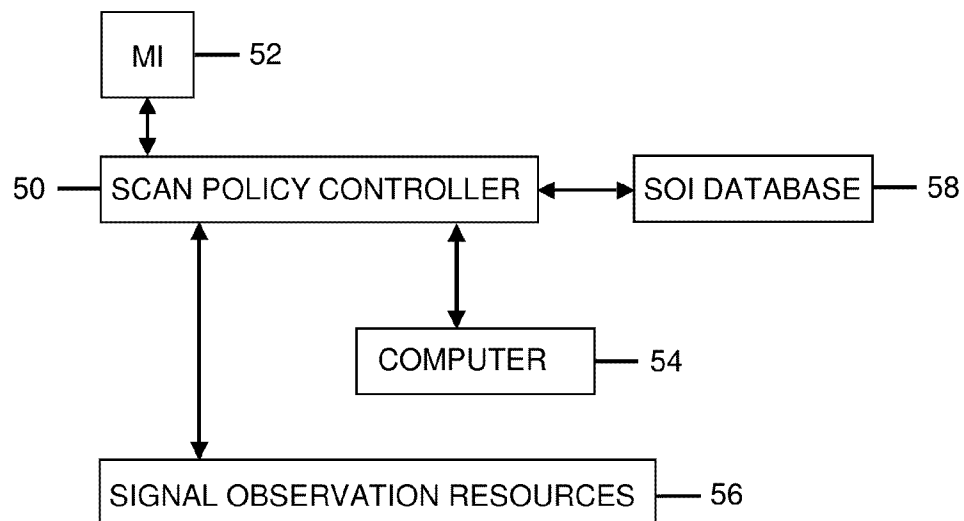 MI 52
50 SCAN POLICY CONTROLLER SOI DATABASE 58
COMPUTER 54
SIGNAL OBSERVATION RESOURCES 56